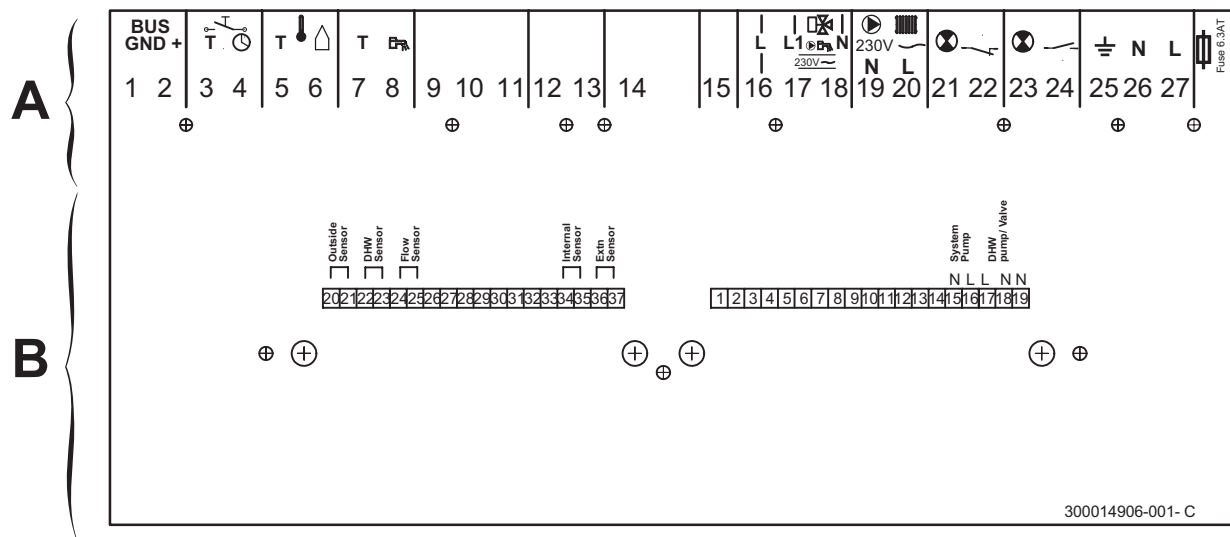 BUS
GND +
T
T
T
L
L1
N
230V
230V
N L
N L
Fuse 6.3AT
A
1 2 3 4 5 6 7 8 9 10 11 12 13 14 15 16 17 18 19 20 21 22 23 24 25 26 27
Outside
Sensor
DHW
Sensor
Flow
Sensor
Internal
Sensor
Extn
Sensor
System
Pump
DHW
pump/ Valve
N L L N N
20 21 22 23 24 25 26 27 28 29 30 31 32 33 34 35 36 37
1 2 3 4 5 6 7 8 9 10 11 12 13 14 15 16 17 18 19
B
300014906-001- C